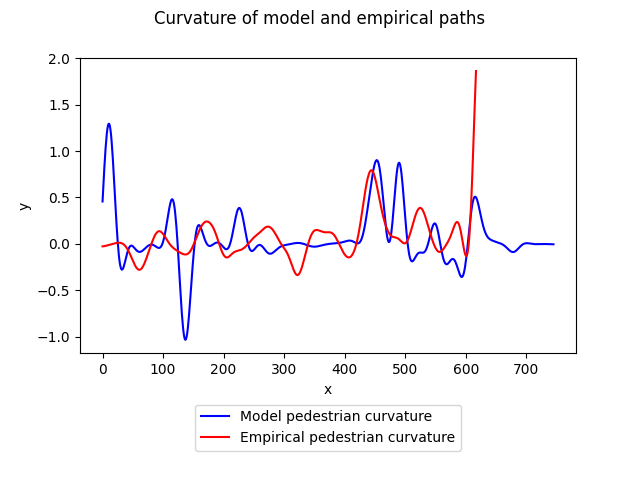 Curvature of model and empirical paths
2.0
1.5
1.0
0.5
0.0
−0.5
−1.0
y
0 100 200 300 400 500 600 700
x
Model pedestrian curvature
Empirical pedestrian curvature